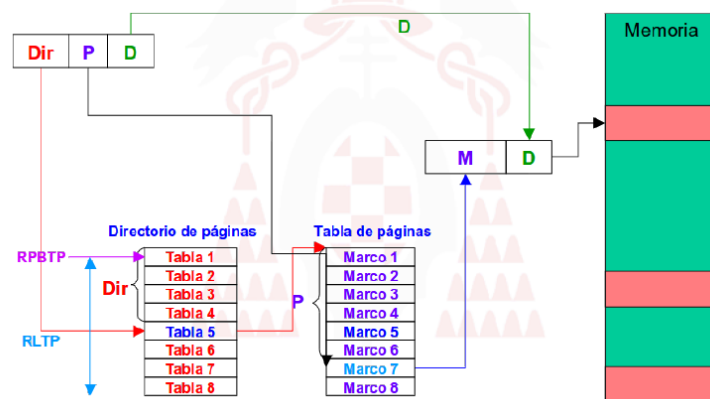 D
Memoria
Dir P D
M D
Directorio de páginas
Tabla de páginas
RPBTP
Dir
RLTP
Tabla 1
Tabla 2
Tabla 3
Tabla 4
Tabla 5
Tabla 6
Tabla 7
Tabla 8
P
Marco 1
Marco 2
Marco 3
Marco 4
Marco 5
Marco 6
Marco 7
Marco 8